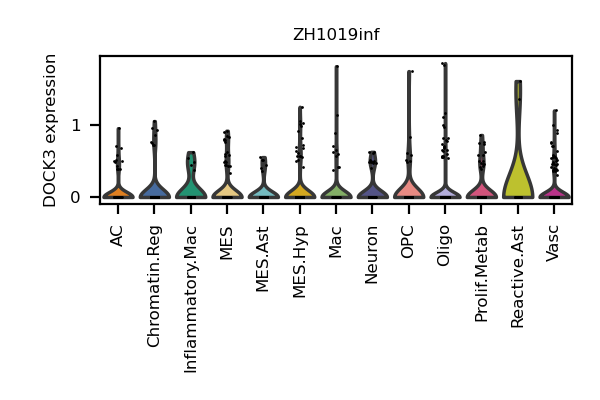 ZH1019inf
DOCK3 expression
1
0
AC
Chromatin.Reg
Inflammatory.Mac
MES
MES.Ast
MES.Hyp
Mac
Neuron
OPC
Oligo
Prolif.Metab
Reactive.Ast
Vasc